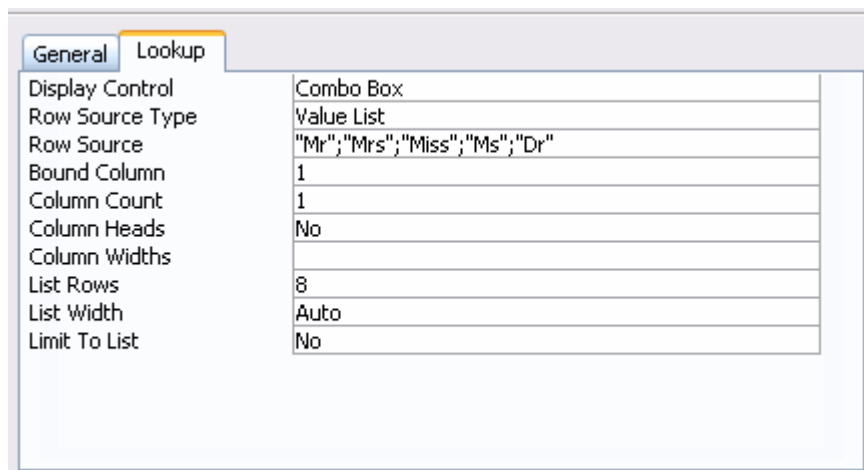 General Lookup
Display Control Combo Box
Row Source Type Value List
Row Source "Mr";"Mrs";"Miss";"Ms";"Dr"
Bound Column 1
Column Count 1
Column Heads No
Column Widths
List Rows 8
List Width Auto
Limit To List No